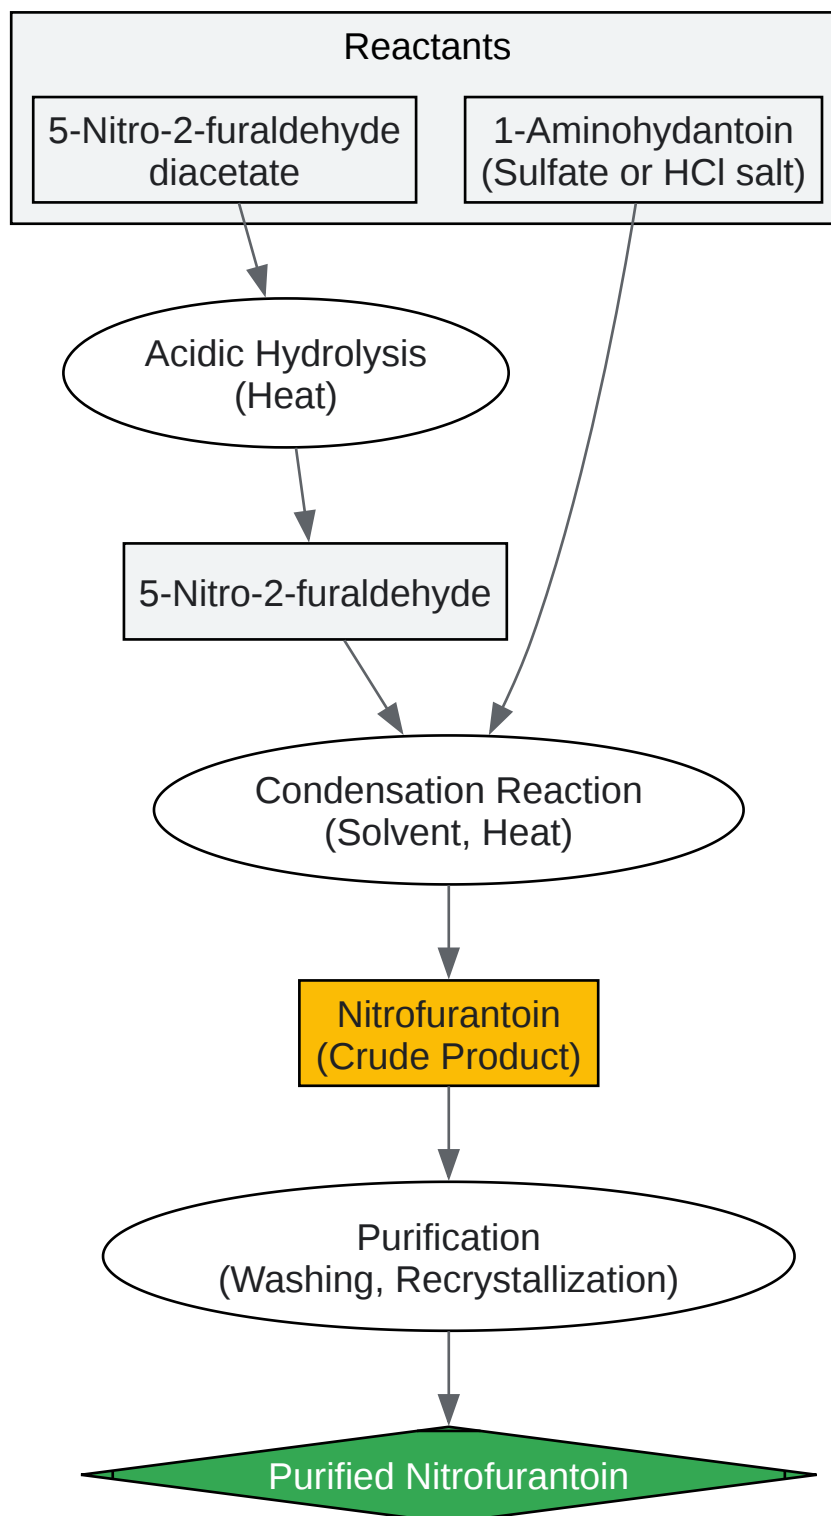 Reactants
5-Nitro-2-furaldehyde
diacetate
1-Aminohydantoin
(Sulfate or HCl salt)
Acidic Hydrolysis
(Heat)
5-Nitro-2-furaldehyde
Condensation Reaction
(Solvent, Heat)
Nitrofurantoin
(Crude Product)
Purification
(Washing, Recrystallization)
Purified Nitrofurantoin